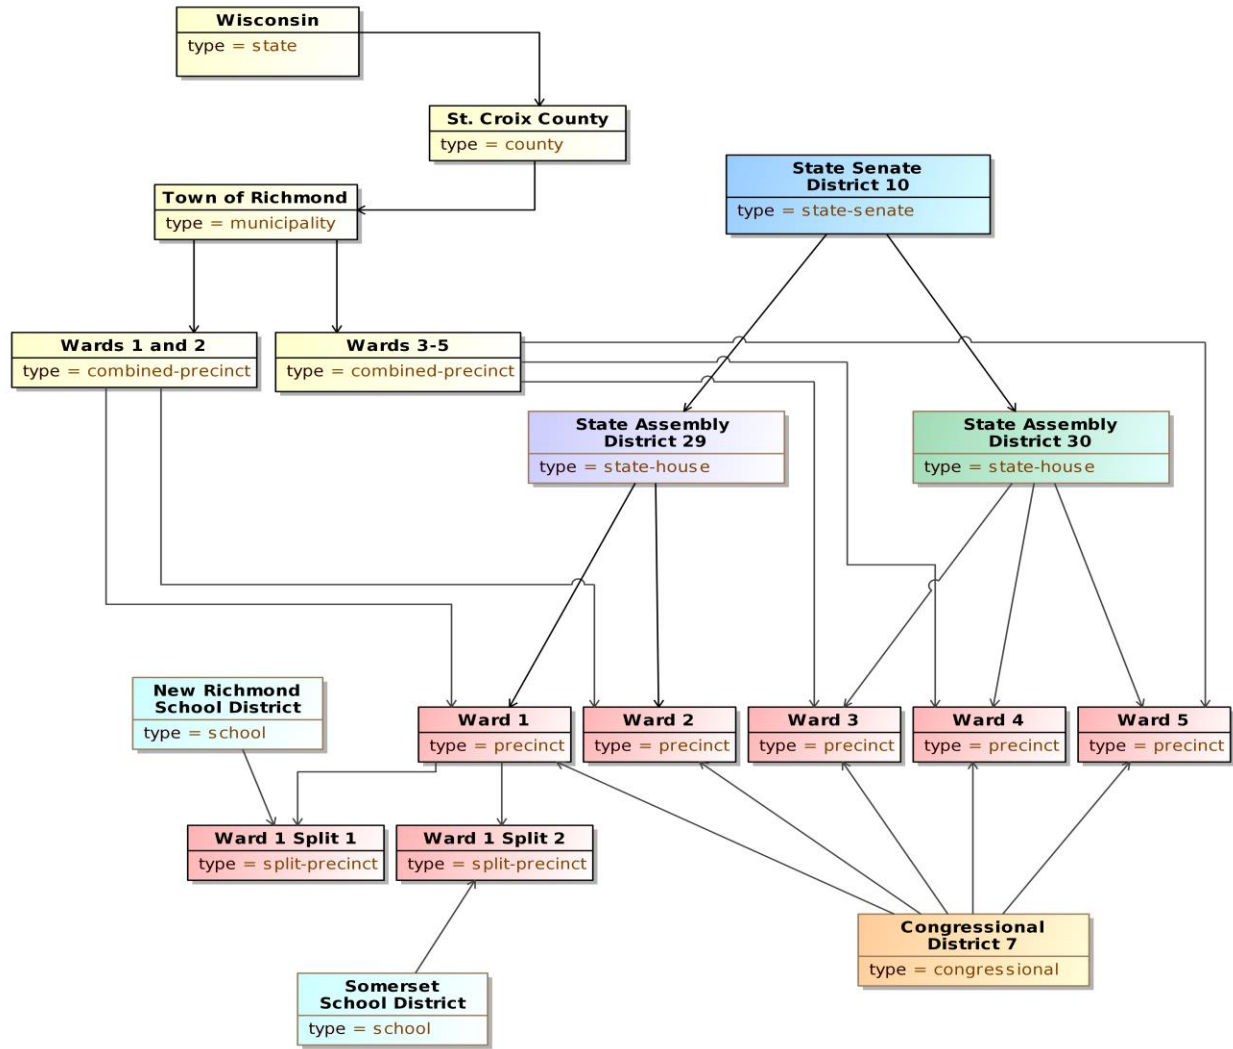 Wisconsin
type = state
St. Croix County
type = county
State Senate
District 10
type = state-senate
Town of Richmond
type = municipality
Wards 1 and 2
type = combined-precinct
Wards 3-5
type = combined-precinct
State Assembly
District 29
type = state-house
State Assembly
District 30
type = state-house
New Richmond
School District
type = school
Ward 1
type = precinct
Ward 2
type = precinct
Ward 3
type = precinct
Ward 4
type = precinct
Ward 5
type = precinct
Ward 1 Split 1
type = split-precinct
Ward 1 Split 2
type = split-precinct
Congressional
District 7
type = congressional
Somerset
School District
type = school